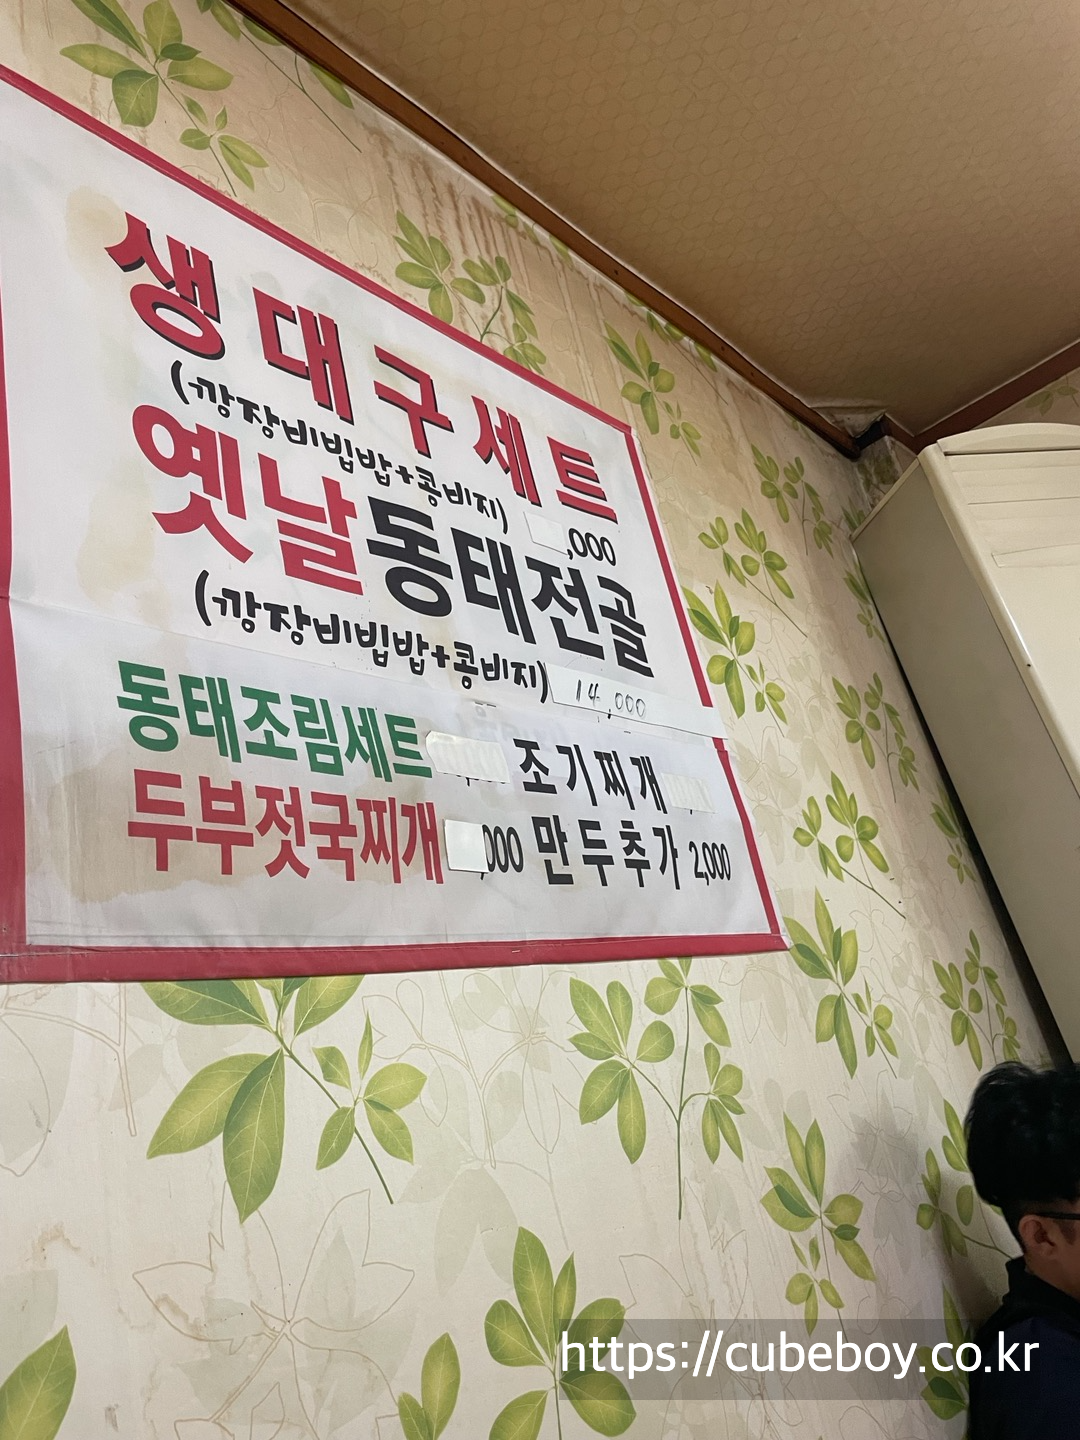 생대구세트
(깡장비빔밥+콩비지) ,000
옛날동태전골
(깡장비빔밥+콩비지) 14,000
동태조림세트 조기찌개
두부젓국찌개 ,000 만두추가 2,000
https://cubeboy.co.kr